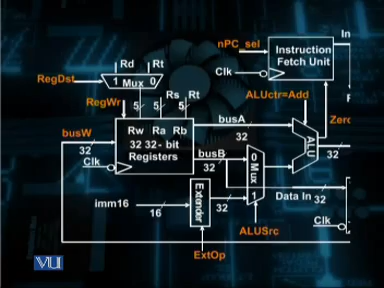 nPC_sel
Instruction
Fetch Unit
In
Rd Rt
Clk
RegDst
1 Mux 0
ALUctr=Add
Rs Rt
RegWr
5 5 5
Zero
busA
busW
Rw Ra Rb
32
32
32 32-bit
Registers
ALU
busB
0
32
Clk
32
Mux
1
Extender
Data In 32
imm16
16
32
Clk
ALUSrc
ExtOp
VU